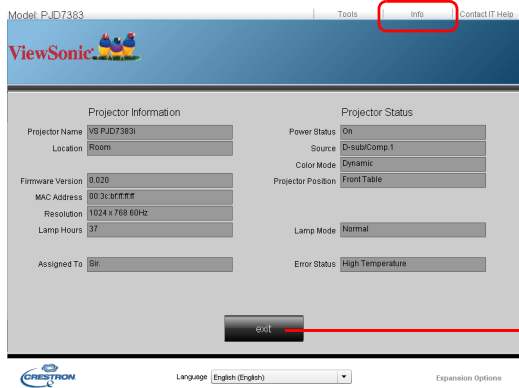 Model: PJD7383
Tools
Info
Contact IT Help
ViewSonic
Projector Information
Projector Status
Projector Name VS PJD7383i
Power Status On
Location Room
Source D-sub/Comp.1
Color Mode Dynamic
Firmware Version 0.020
Projector Position Front Table
MAC Address 00:3c:bf:ff:ff:ff
Resolution 1024 x 768 60Hz
Lamp Hours 37
Lamp Mode Normal
Assigned To Sir.
Error Status High Temperature
exit
CRESTRON
Language English (English)
Expansion Options